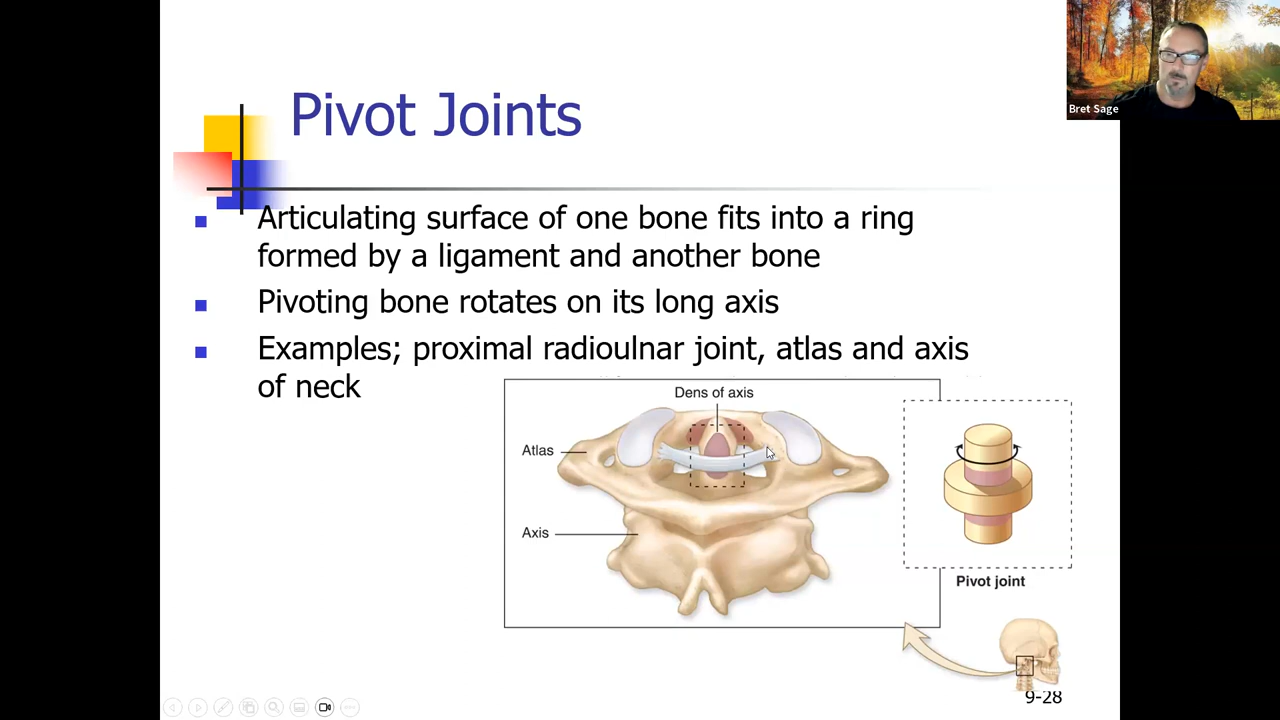 Bret Sage
Pivot Joints
Articulating surface of one bone fits into a ring
formed by a ligament and another bone
Pivoting bone rotates on its long axis
Examples; proximal radioulnar joint, atlas and axis
of neck
Dens of axis
Atlas
Axis
Pivot joint
9-28